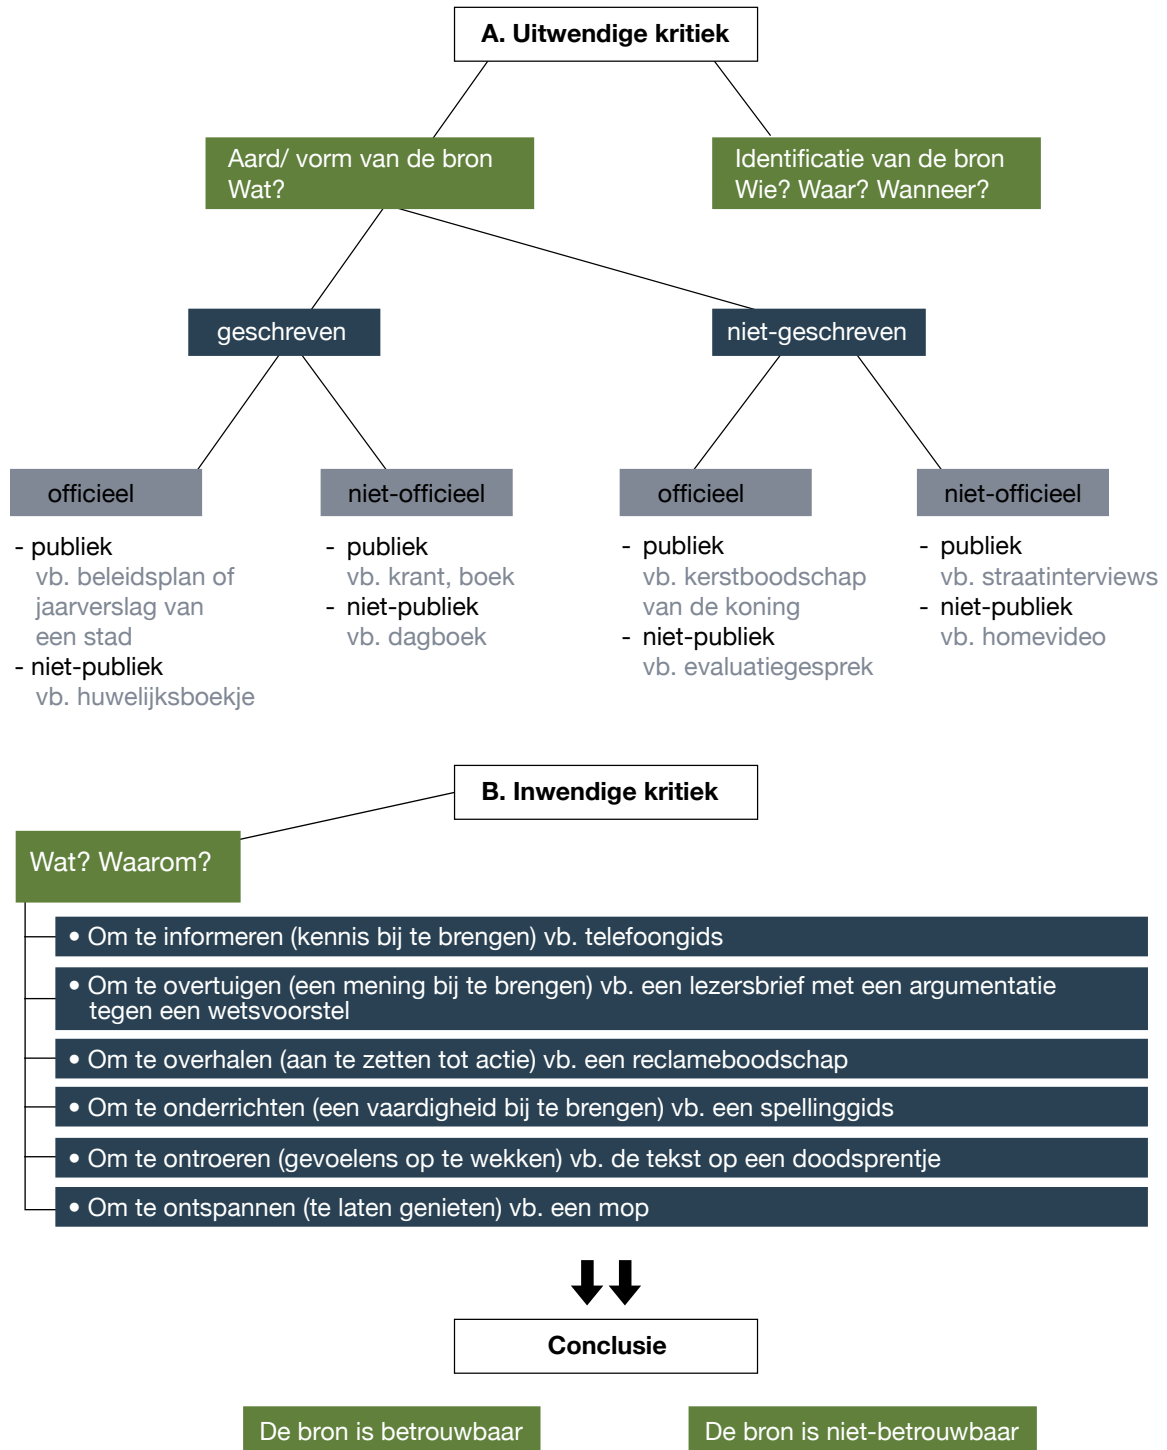 A. Uitwendige kritiek
Aard/ vorm van de bron
Wat?
Identificatie van de bron
Wie? Waar? Wanneer?
geschreven
niet-geschreven
officieel
- publiek
vb. beleidsplan of
jaarverslag van
een stad
- niet-publiek
vb. huwelijksboekje
niet-officieel
- publiek
vb. krant, boek
- niet-publiek
vb. dagboek
officieel
- publiek
vb. kerstboodschap
van de koning
- niet-publiek
vb. evaluatiegesprek
niet-officieel
- publiek
vb. straatinterviews
- niet-publiek
vb. homevideo
B. Inwendige kritiek
Wat? Waarom?
• Om te informeren (kennis bij te brengen) vb. telefoongids
• Om te overtuigen (een mening bij te brengen) vb. een lezersbrief met een argumentatie
tegen een wetsvoorstel
• Om te overhalen (aan te zetten tot actie) vb. een reclameboodschap
• Om te onderrichten (een vaardigheid bij te brengen) vb. een spellinggids
• Om te ontroeren (gevoelens op te wekken) vb. de tekst op een doodsprentje
• Om te ontspannen (te laten genieten) vb. een mop
Conclusie
De bron is betrouwbaar
De bron is niet-betrouwbaar